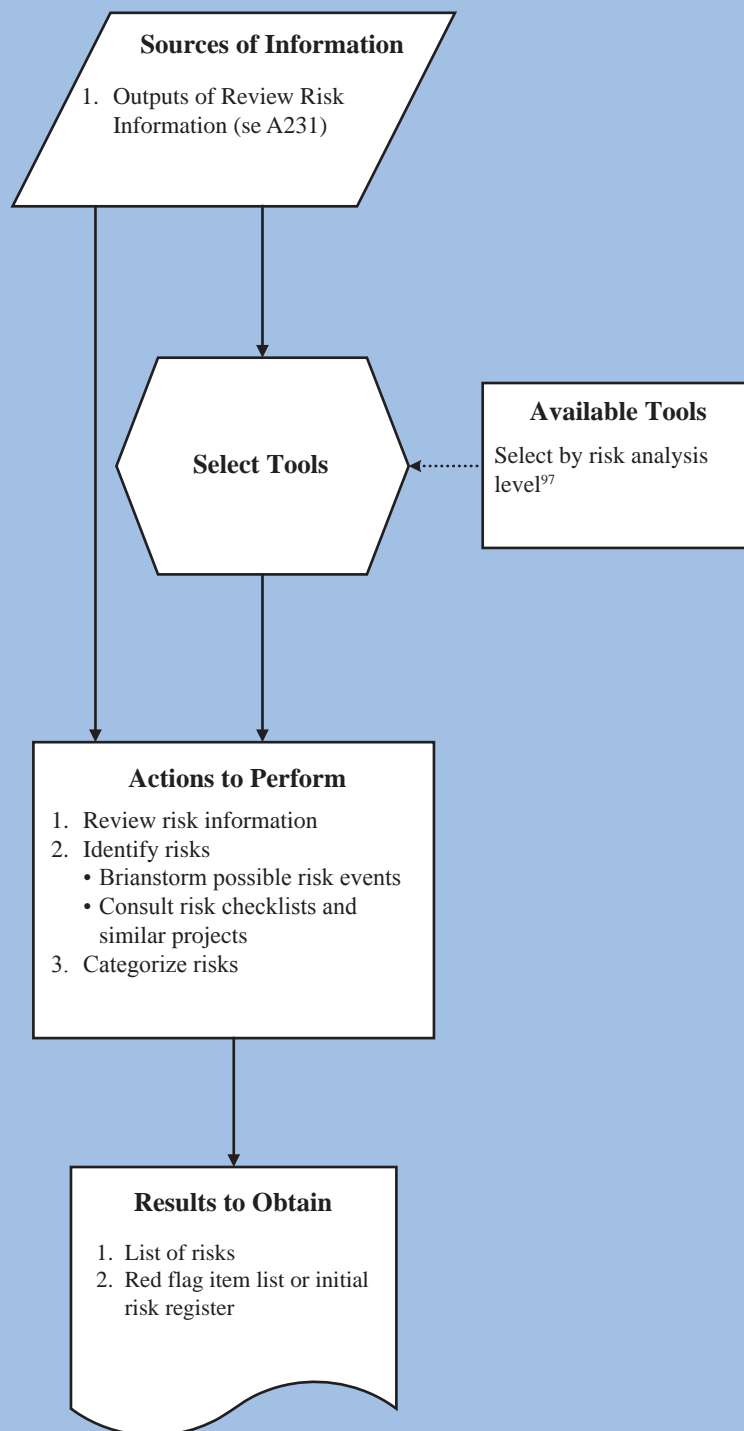 Sources of Information
1. Outputs of Review Risk
Information (se A231)
Select Tools
Available Tools
Select by risk analysis
level97
Actions to Perform
1. Review risk information
2. Identify risks
• Brianstorm possible risk events
• Consult risk checklists and
similar projects
3. Categorize risks
Results to Obtain
1. List of risks
2. Red flag item list or initial
risk register